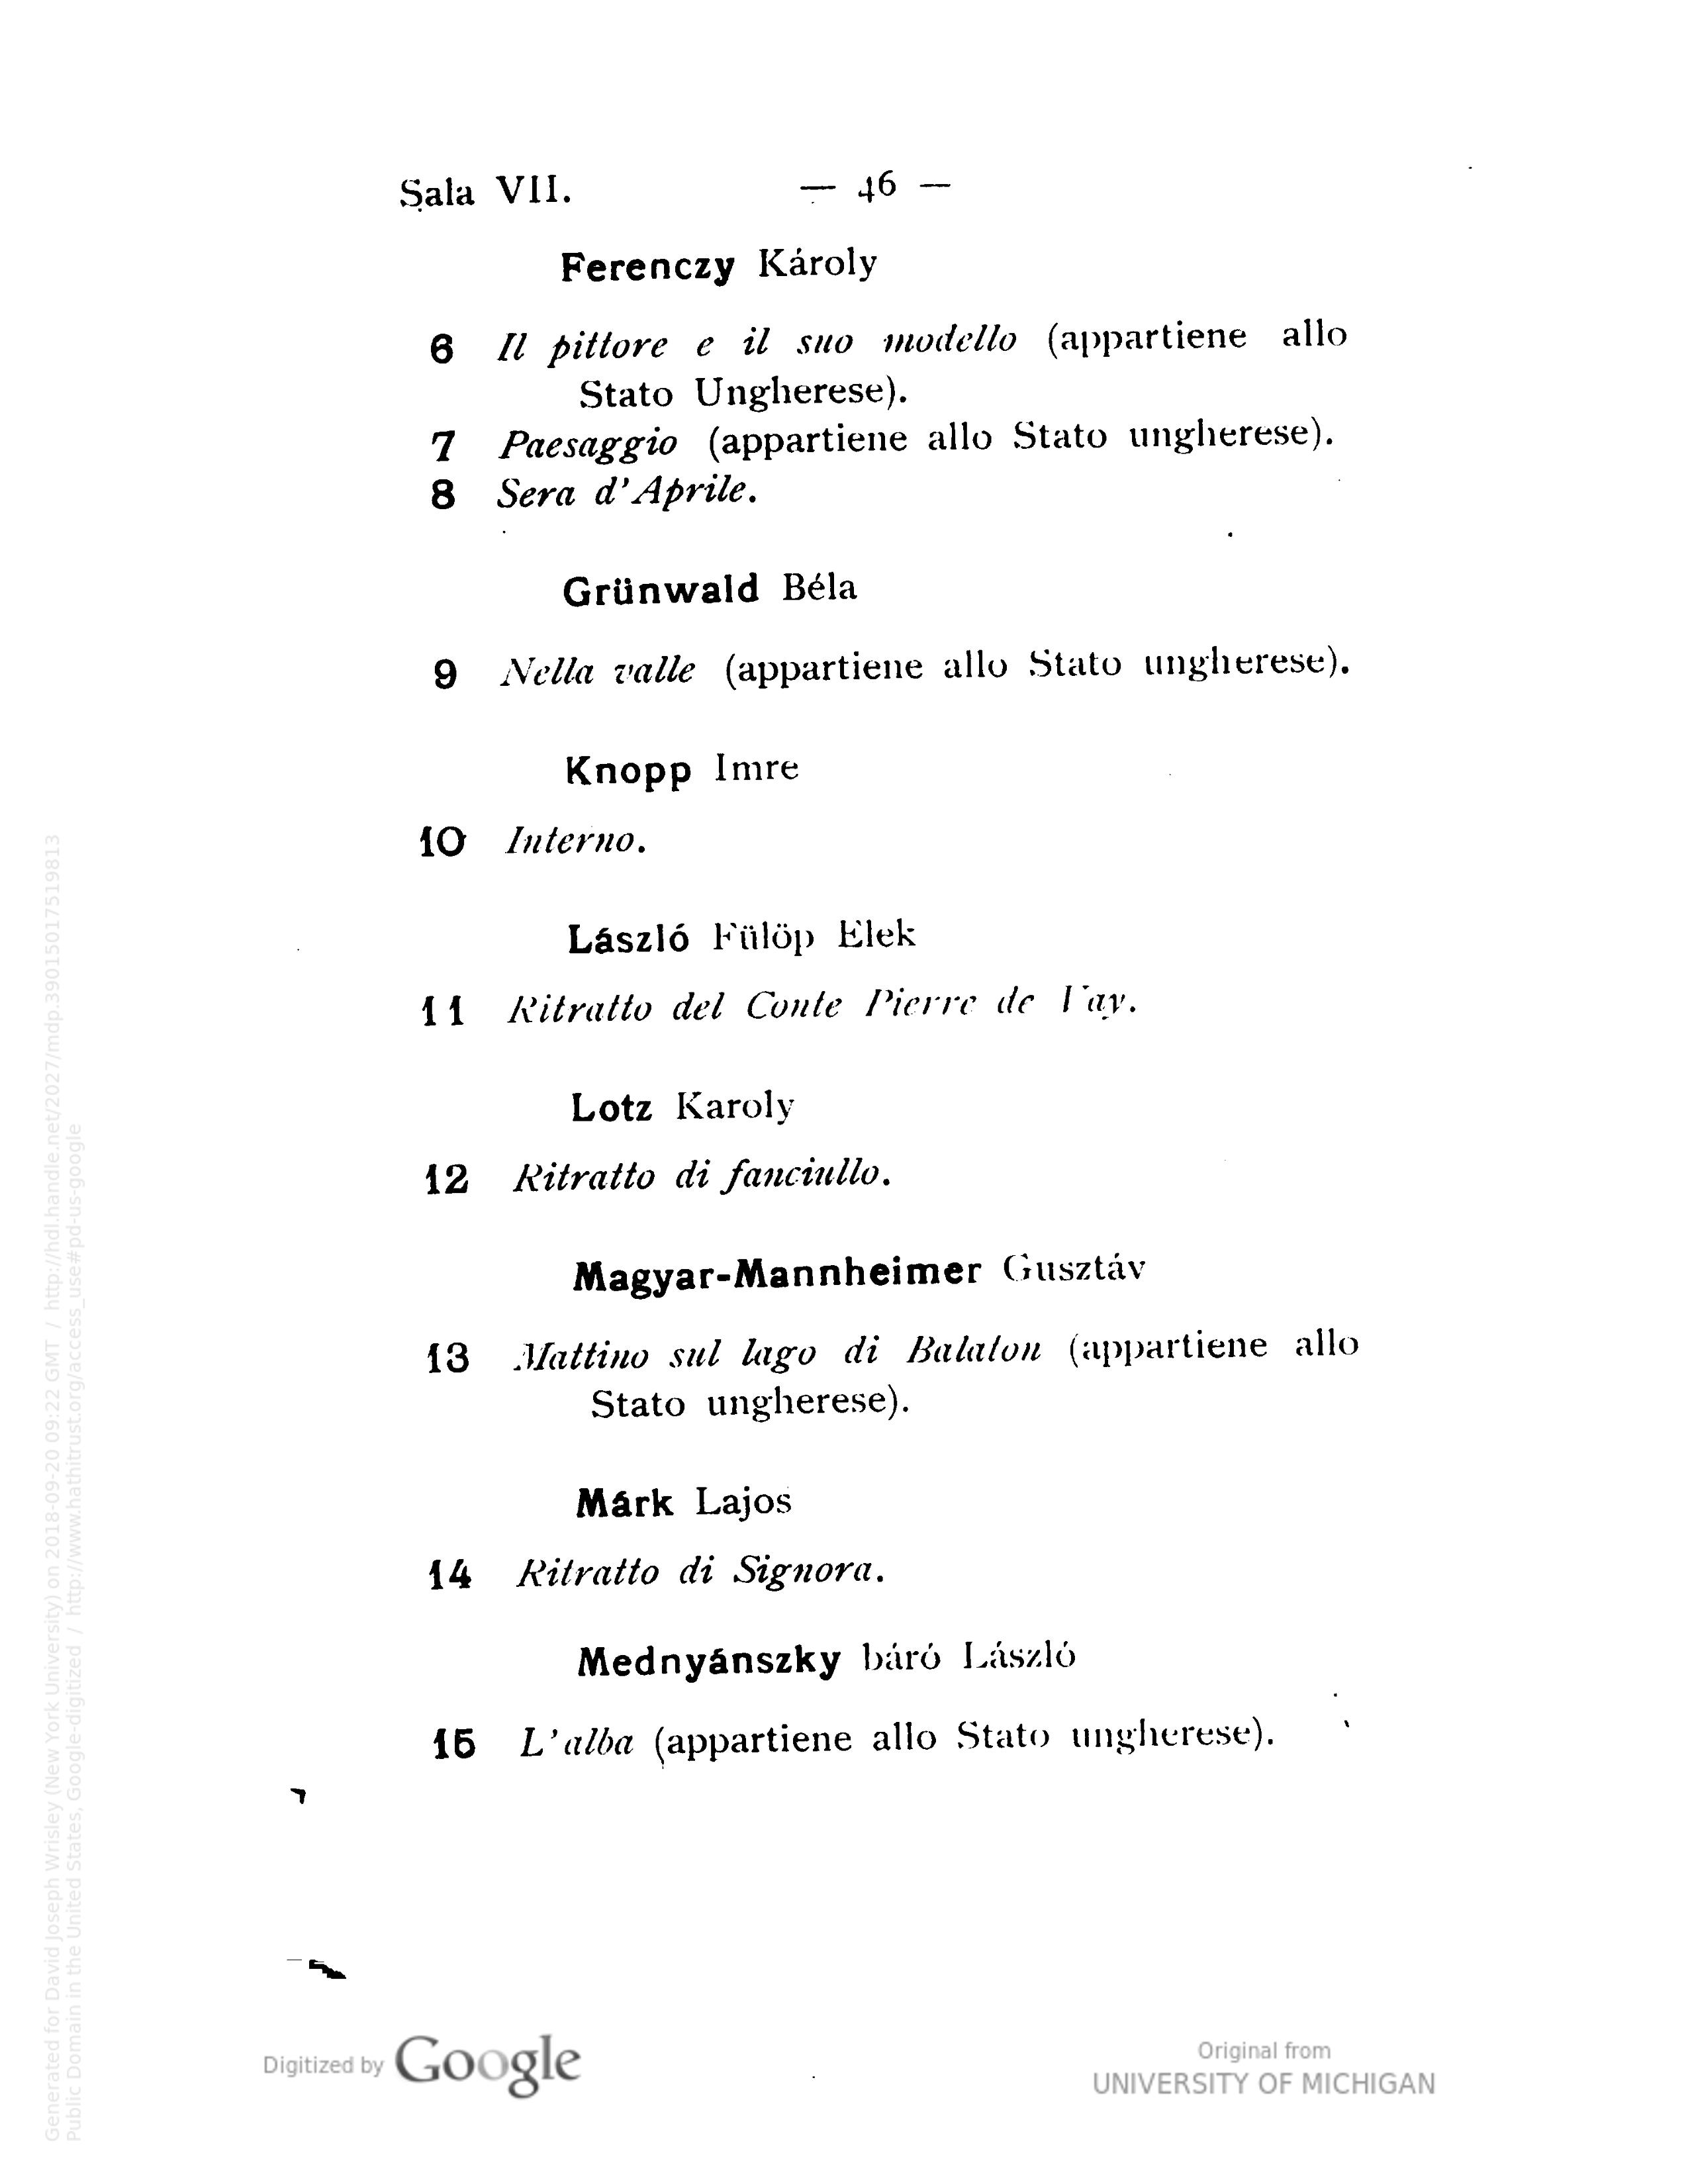 Sala VII. — 46 —
Ferenczy Károly
6 Il pittore e il suo modello (appartiene allo
Stato Ungherese).
7 Paesaggio (appartiene allo Stato ungherese).
8 Sera d'Aprile.
Grünwald Béla
9 Nella valle (appartiene allo Stato ungherese).
Knopp Imre
10 Interno.
László Fülöp Elek
11 Ritratto del Conte Pierre de Vay.
Lotz Karoly
12 Ritratto di fanciullo.
Magyar-Mannheimer Gusztáv
13 Mattino sul lago di Balaton (appartiene allo
Stato ungherese).
Márk Lajos
14 Ritratto di Signora.
Mednyánszky báró László
15 L'alba (appartiene allo Stato ungherese).
Digitized by Google
Original from
UNIVERSITY OF MICHIGAN
Generated for David Joseph Wrisley (New York University) on 2018-09-20 09:22 GMT / http://hdl.handle.net/2027/mdp.39015017519813
Public Domain in the United States, Google-digitized / http://www.hathitrust.org/access_use#pd-us-google